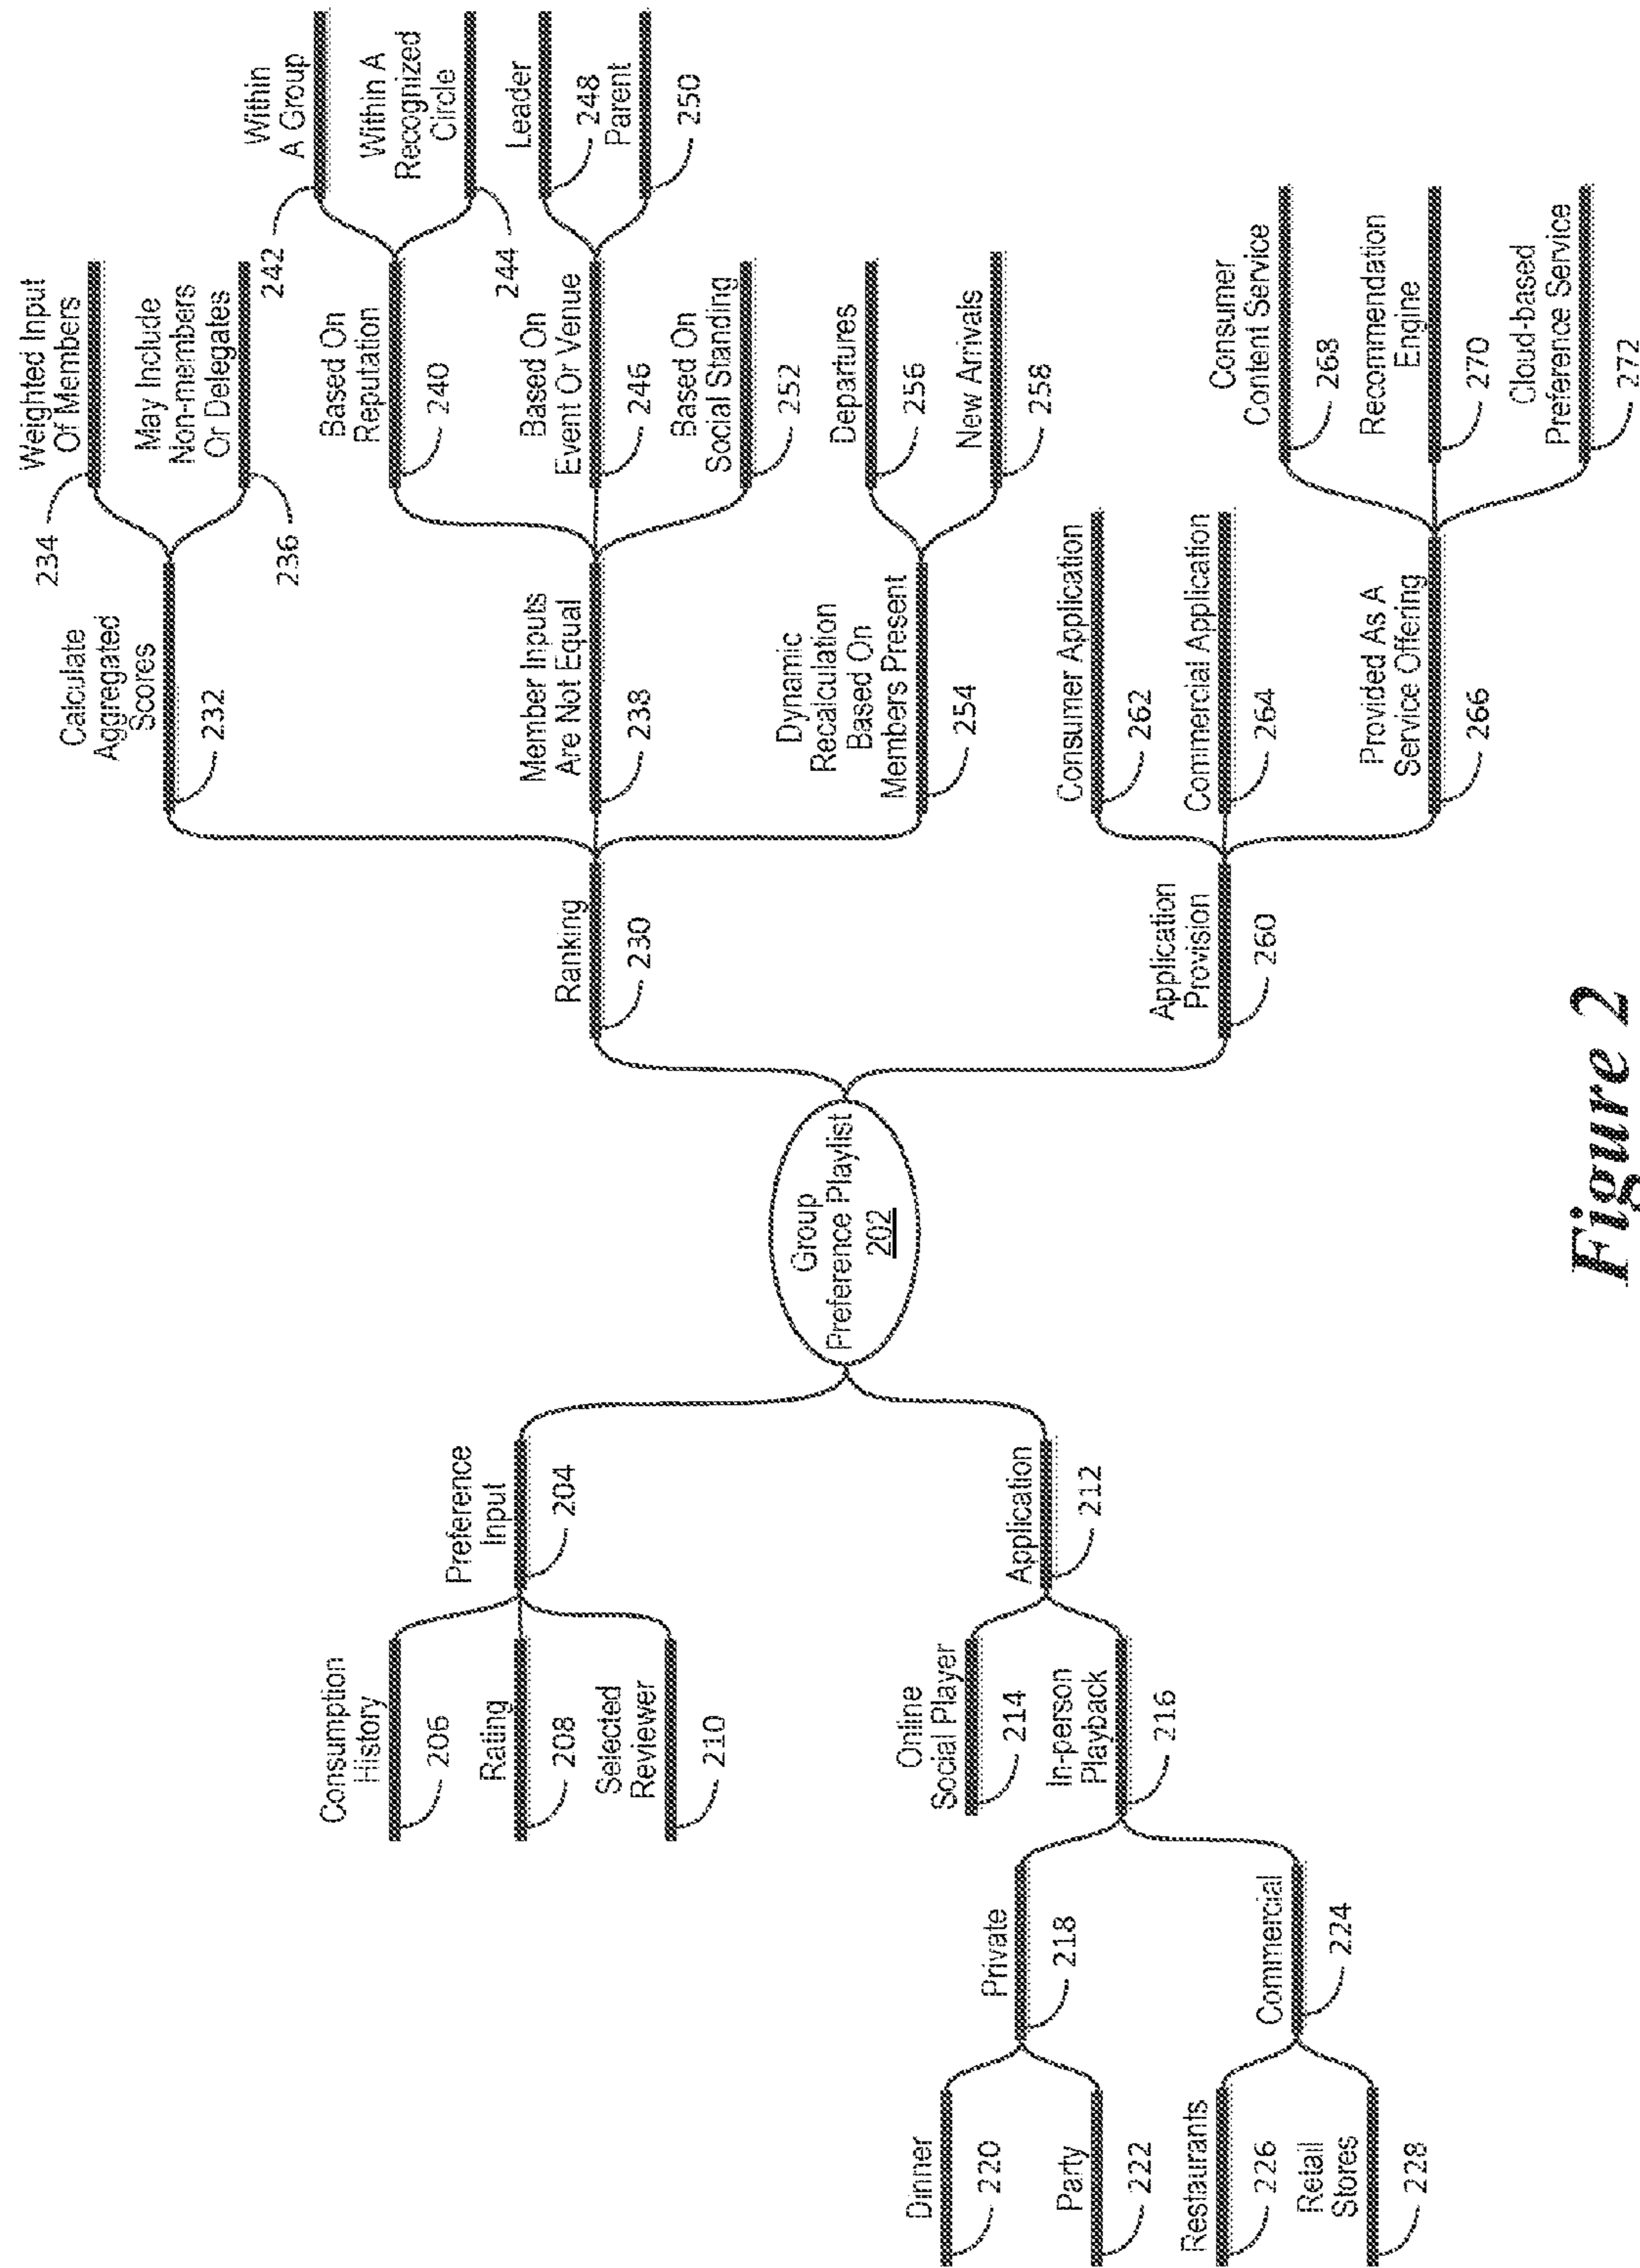 Group
Preference Playlist
202
Preference
Input
204
Consumption
History
206
Rating
208
Selected
Reviewer
210
Application
212
Online
Social Player
214
In-person
Playback
216
Private
218
Dinner
220
Party
222
Commercial
224
Restaurants
226
Retail
Stores
228
Ranking
230
Calculate
Aggregated
Scores
232
Weighted Input
Of Members
234
May Include
Non-members
Or Delegates
236
Member Inputs
Are Not Equal
238
Based On
Reputation
240
Within
A Group
242
Within A
Recognized
Circle
244
Based On
Event Or Venue
246
Leader
248
Parent
250
Based On
Social Standing
252
Dynamic
Recalculation
Based On
Members Present
254
Departures
256
New Arrivals
258
Application
Provision
260
Consumer Application
262
Commercial Application
264
Provided As A
Service Offering
266
Consumer
Content Service
268
Recommendation
Engine
270
Cloud-based
Preference Service
272
Figure 2